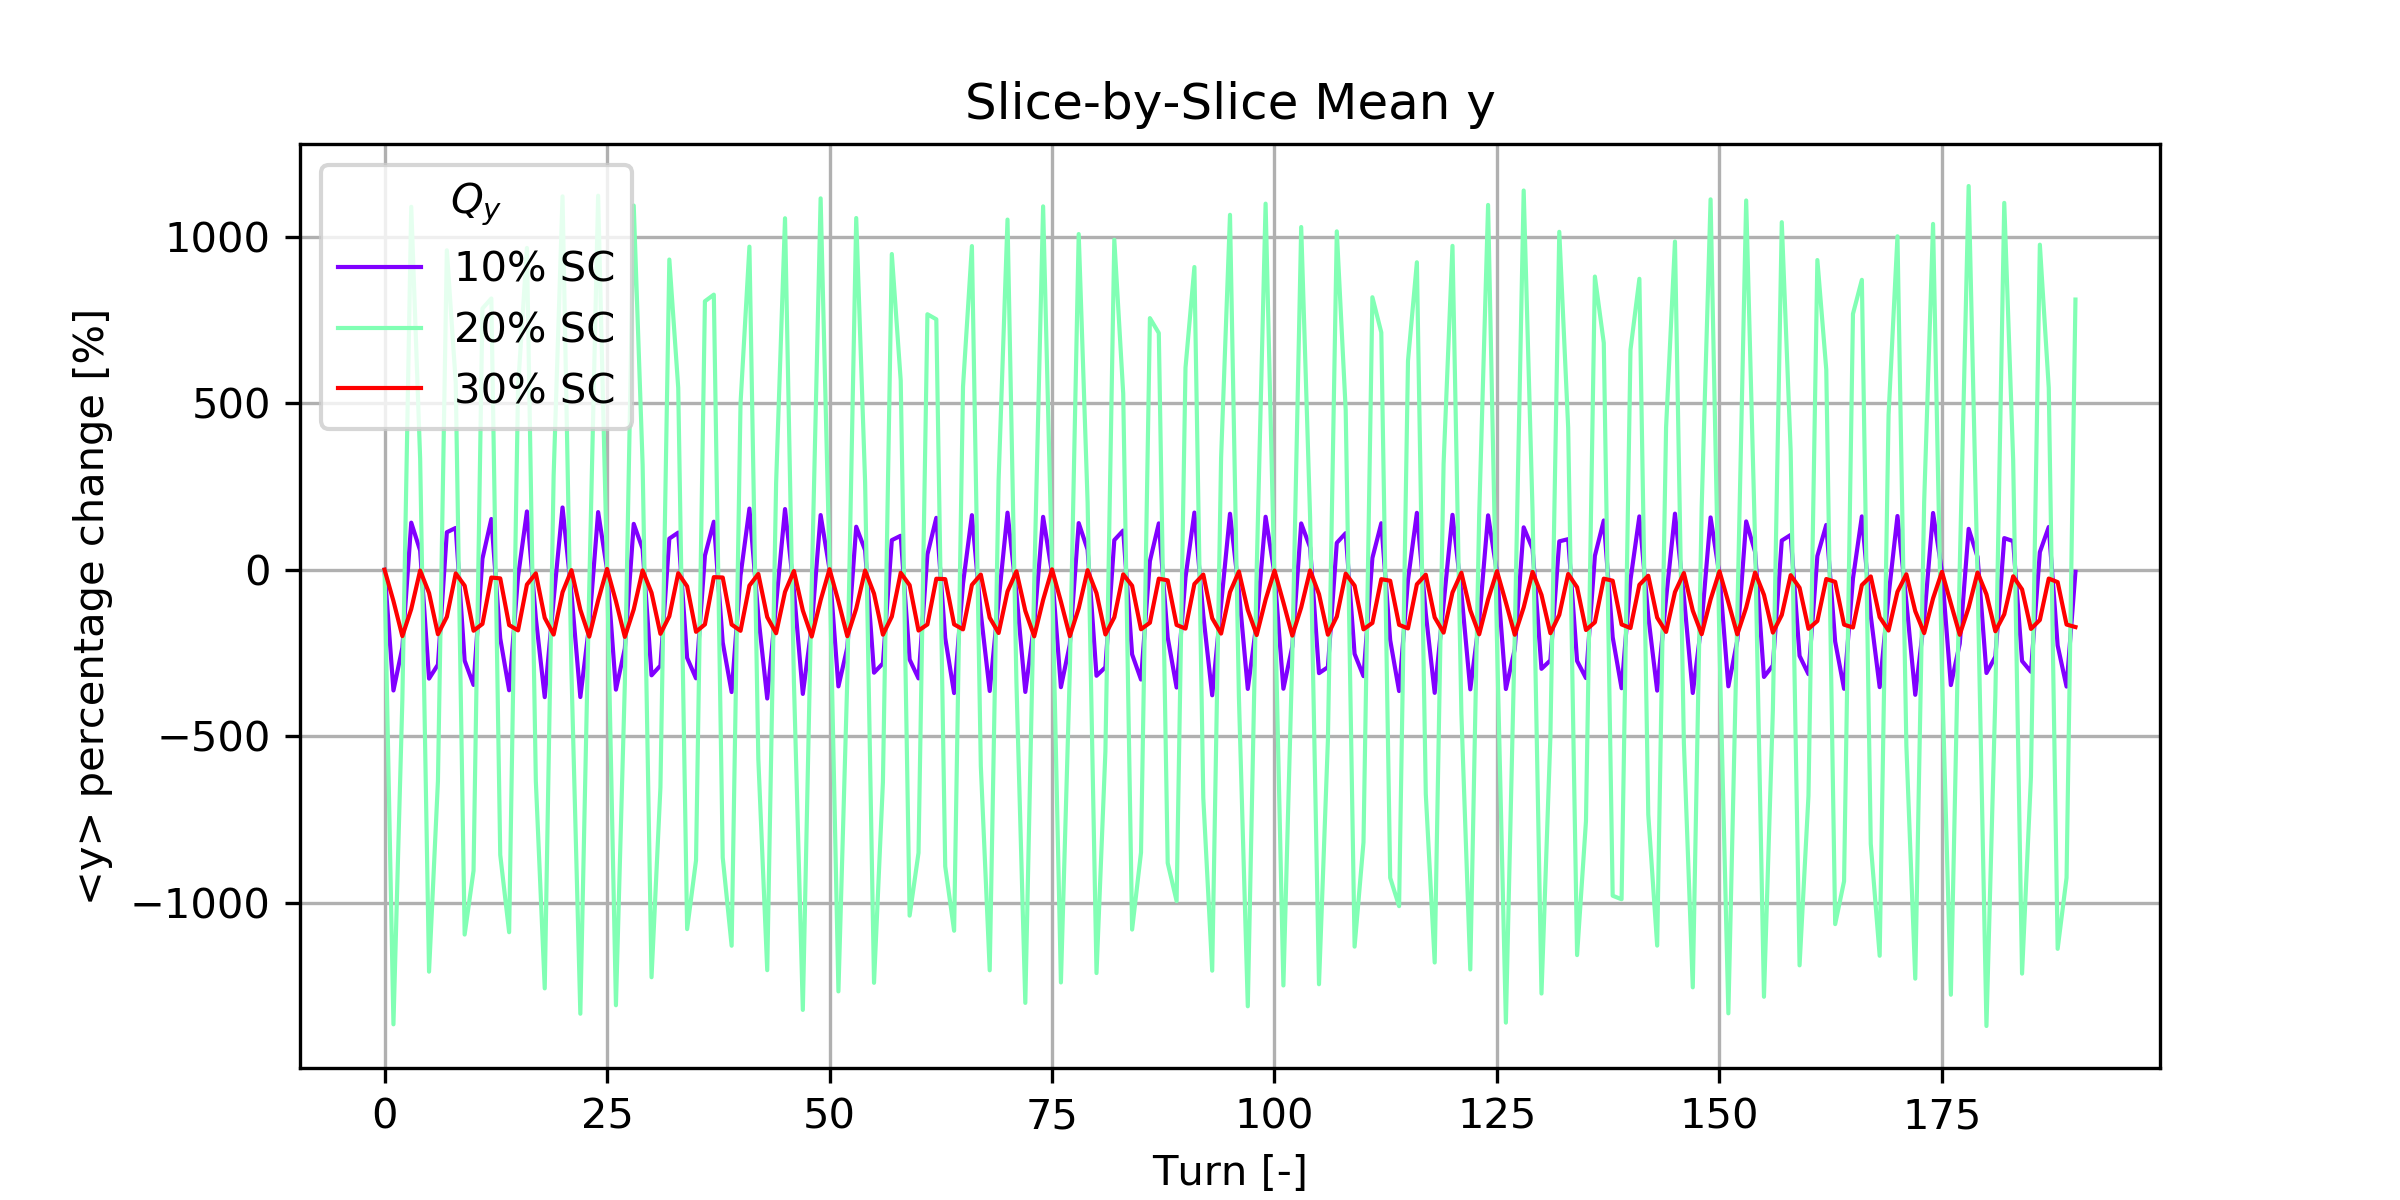 Slice-by-Slice Mean y
<y> percentage change [%]
1000
500
0
−500
−1000
Q_y
10% SC
20% SC
30% SC
0 25 50 75 100 125 150 175
Turn [-]